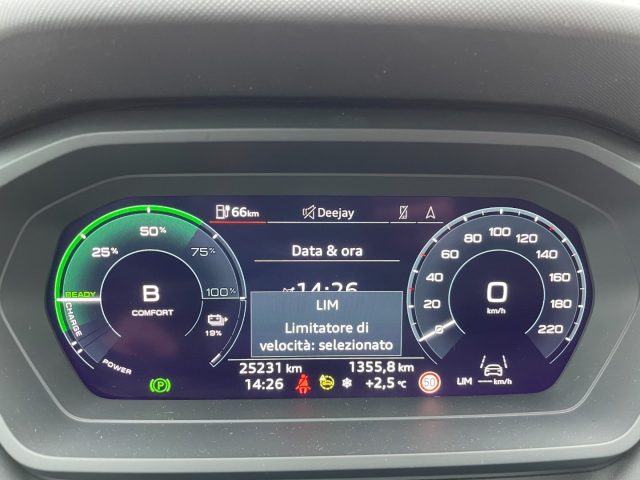 66km
Deejay
Data & ora
14:26
LIM
Limitatore di
velocità: selezionato
25231 km
1355,8 km
14:26
+2,5 °C
50
25%
50%
75%
100%
READY
CHARGE
POWER
B
COMFORT
19%
P
0
20
40
60
80
100
120
140
160
180
220
0
km/h
LIM
---km/h